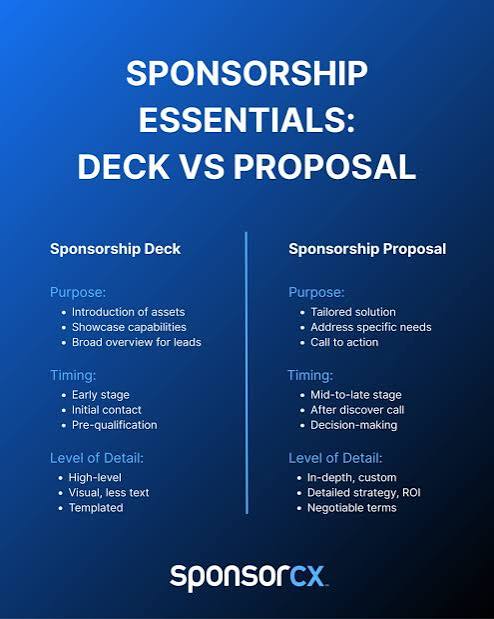 SPONSORSHIP
ESSENTIALS:
DECK VS PROPOSAL
Sponsorship Deck
Purpose:
• Introduction of assets
• Showcase capabilities
• Broad overview for leads
Timing:
• Early stage
• Initial contact
• Pre-qualification
Level of Detail:
• High-level
• Visual, less text
• Templated
Sponsorship Proposal
Purpose:
• Tailored solution
• Address specific needs
• Call to action
Timing:
• Mid-to-late stage
• After discover call
• Decision-making
Level of Detail:
• In-depth, custom
• Detailed strategy, ROI
• Negotiable terms
sponsorcx